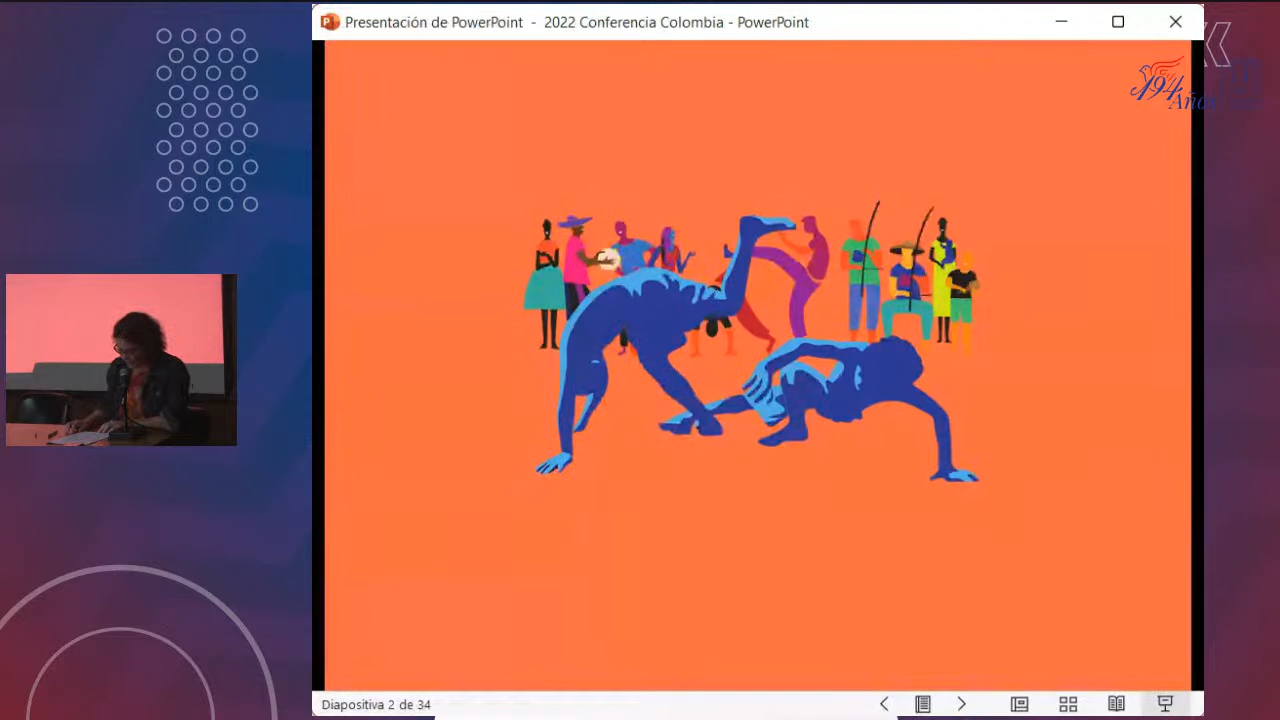 Presentación de PowerPoint - 2022 Conferencia Colombia - PowerPoint
194
Años
Diapositiva 2 de 34